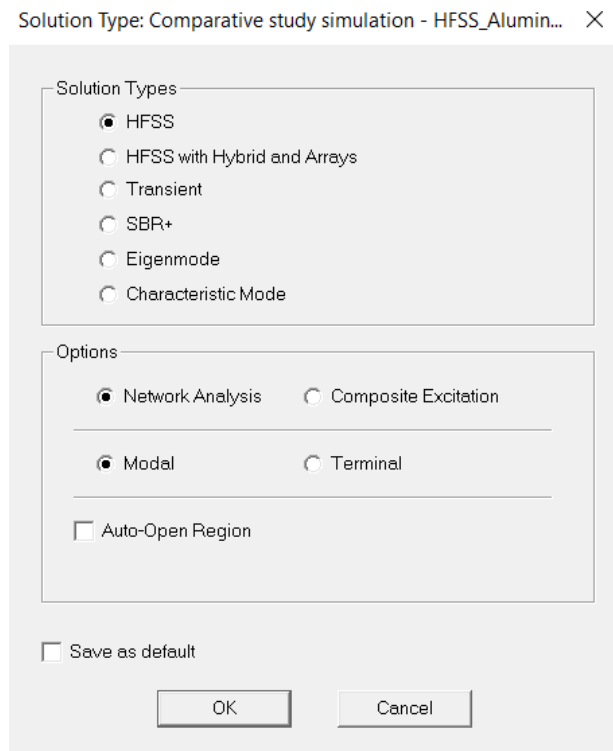 Solution Type: Comparative study simulation - HFSS_Alumin...
Solution Types
HFSS
HFSS with Hybrid and Arrays
Transient
SBR+
Eigenmode
Characteristic Mode
Options
Network Analysis Composite Excitation
Modal Terminal
Auto-Open Region
Save as default
OK Cancel